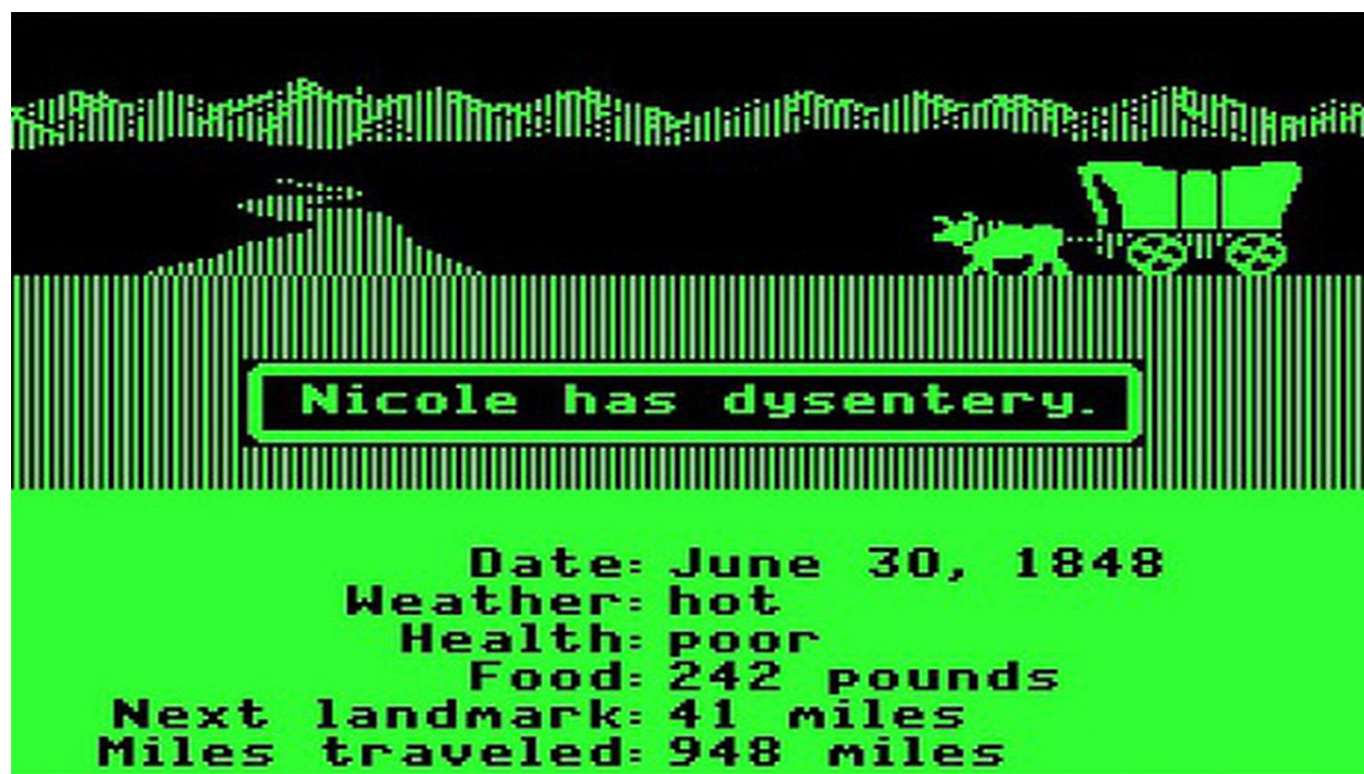 Nicole has dysentery.
Date: June 30, 1848
Weather: hot
Health: poor
Food: 242 pounds
Next landmark: 41 miles
Miles traveled: 948 miles